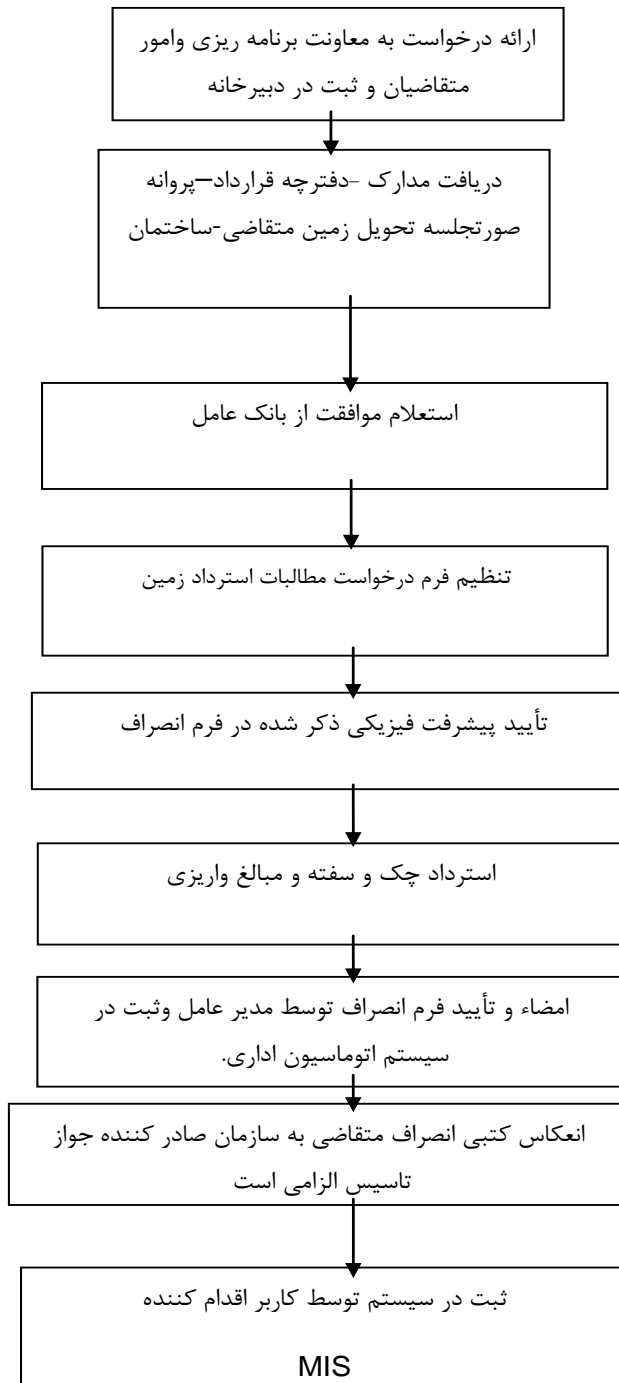 ارائه درخواست به معاونت برنامه ریزی وامور
متقاضیان و ثبت در دبیرخانه
دریافت مدارک -دفترچه قرارداد–پروانه
صورتجلسه تحویل زمین متقاضی-ساختمان
استعلام موافقت از بانک عامل
تنظیم فرم درخواست مطالبات استرداد زمین
تأیید پیشرفت فیزیکی ذکر شده در فرم انصراف
استرداد چک و سفته و مبالغ واریزی
امضاء و تأیید فرم انصراف توسط مدیر عامل وثبت در
سیستم اتوماسیون اداری.
انعکاس کتبی انصراف متقاضی به سازمان صادر کننده جواز
تاسیس الزامی است
ثبت در سیستم توسط کاربر اقدام کننده
MIS